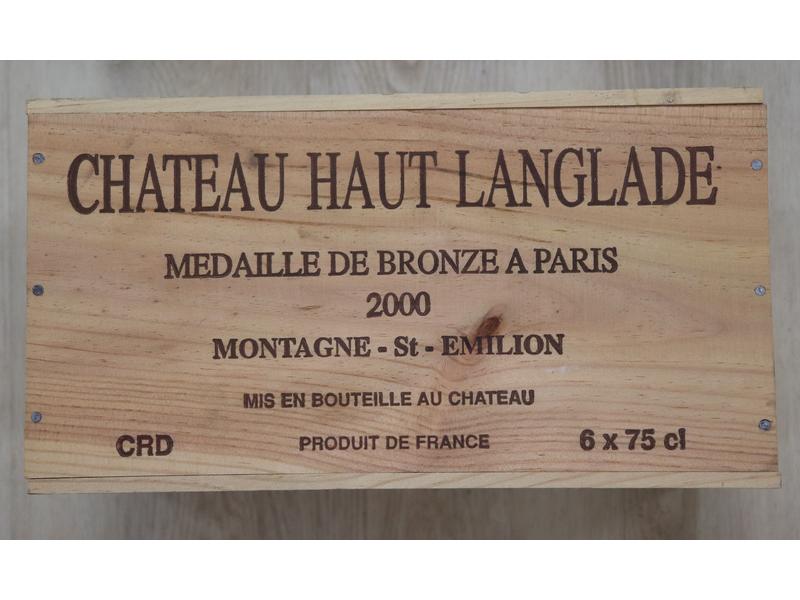 CHATEAU HAUT LANGLADE
MEDAILLE DE BRONZE A PARIS
2000
MONTAGNE - St - EMILION
MIS EN BOUTEILLE AU CHATEAU
CRD PRODUIT DE FRANCE 6 x 75 cl